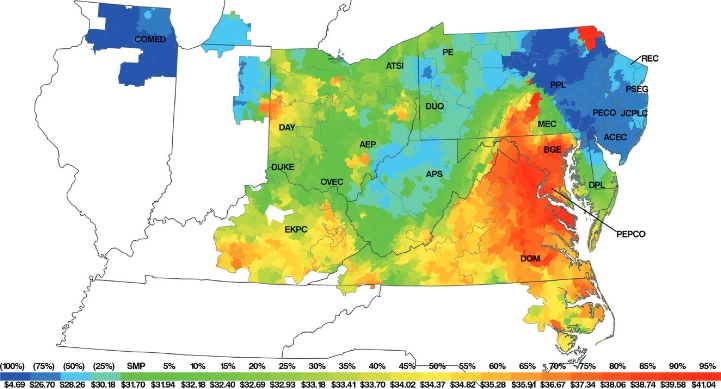 COMED
ATSI
PE
REC
PPL
PSEG
DUQ
PECO
JCPLC
DAY
MEC
ACEC
AEP
BGE
DUKE
APS
OVEC
DPL
EKPC
PEPCO
DOM
(100%) (75%) (50%) (25%) SMP 5% 10% 15% 20% 25% 30% 35% 40% 45% 50% 55% 60% 65% 70% 75% 80% 85% 90% 95%
$4.69 $26.70 $28.26 $30.18 $31.70 $31.94 $32.18 $32.40 $32.69 $32.93 $33.18 $33.41 $33.70 $34.02 $34.37 $34.82 $35.28 $35.91 $36.67 $37.34 $38.06 $38.74 $39.58 $41.00